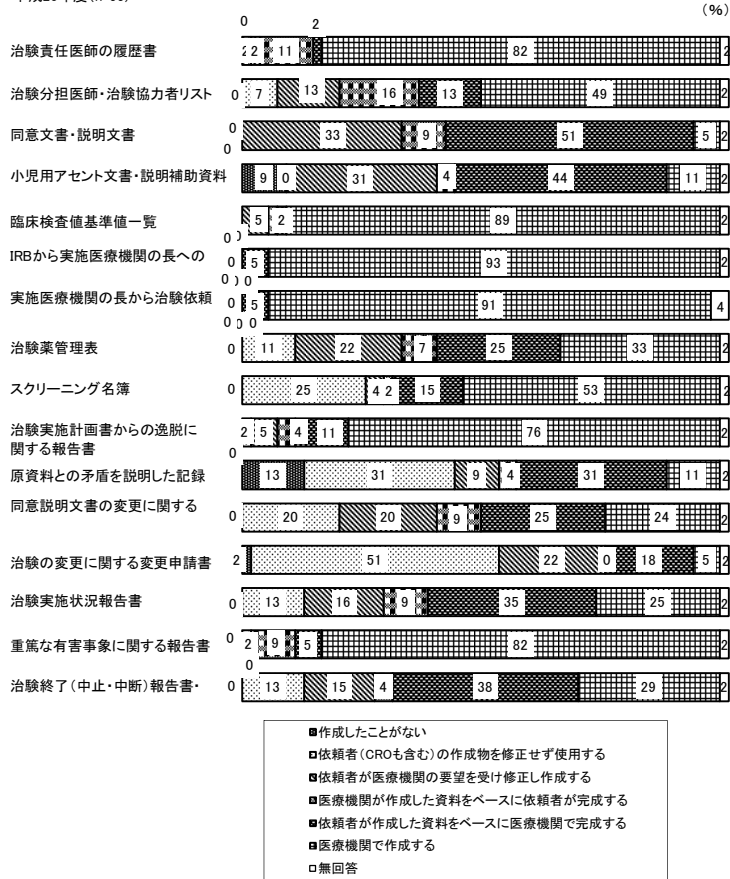 (%)
0 2
治験責任医師の履歴書 2 2 11 82 2
治験分担医師・治験協力者リスト 0 7 13 16 13 49 2
同意文書・説明文書 0 33 9 51 5 2
0
小児用アセント文書・説明補助資料 9 0 31 4 44 11 2
臨床検査値基準値一覧 5 2 89 2
0 0
IRBから実施医療機関の長への 0 5 93 2
0 0 0
実施医療機関の長から治験依頼 0 5 91 4
0 0 0
治験薬管理表 0 11 22 7 25 33 2
スクリーニング名簿 0 25 4 2 15 53 2
治験実施計画書からの逸脱に 2 5 4 11 76 2
関する報告書 0
原資料との矛盾を説明した記録 13 31 9 4 31 11 2
同意説明文書の変更に関する 0 20 20 9 25 24 2
治験の変更に関する変更申請書 2 51 22 0 18 5 2
治験実施状況報告書 0 13 16 9 35 25 2
重篤な有害事象に関する報告書 0 2 9 5 82 2
0
治験終了(中止・中断)報告書・ 0 13 15 4 38 29 2
作成したことがない
依頼者(CROも含む)の作成物を修正せず使用する
依頼者が医療機関の要望を受け修正し作成する
医療機関が作成した資料をベースに依頼者が完成する
依頼者が作成した資料をベースに医療機関で完成する
医療機関で作成する
無回答